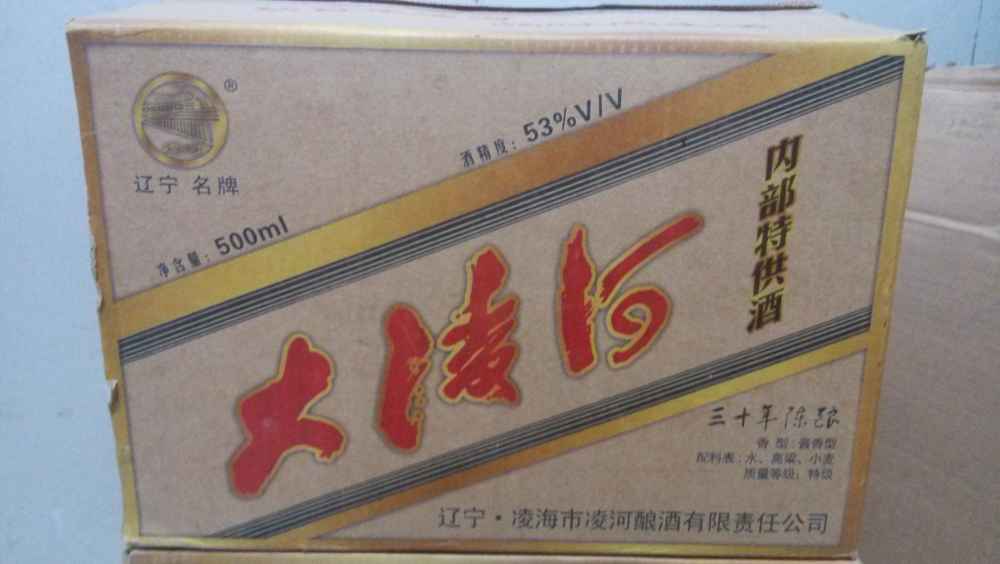 ®
辽宁 名牌
净含量：500ml
酒精度：53%V/V
内部特供酒
大凌河
三十年陈酿
香 型：酱香型
配料表：水、高粱、小麦
质量等级：特级
辽宁·凌海市凌河酿酒有限责任公司